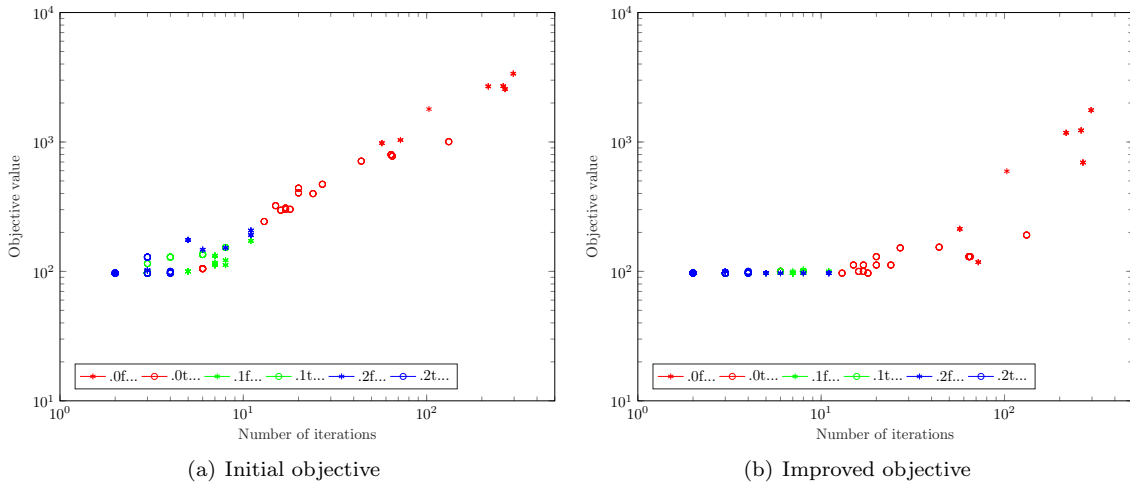 10^4
10^3
10^2
10^1
10^0
10^1
10^2
Objective value
Number of iterations
.0f... .0t... .1f... .1t... .2f... .2t...
(a) Initial objective
10^4
10^3
10^2
10^1
10^0
10^1
10^2
Objective value
Number of iterations
.0f... .0t... .1f... .1t... .2f... .2t...
(b) Improved objective